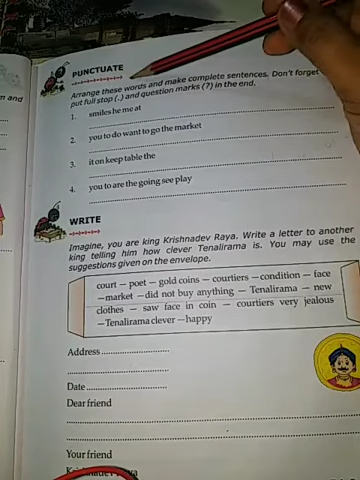 PUNCTUATE
Arrange these words and make complete sentences. Don't forget
put full stop (.) and question marks (?) in the end.
1. smiles he me at
2. you to do want to go the market
3. it on keep table the
4. you to are the going see play
WRITE
Imagine, you are king Krishnadev Raya. Write a letter to another
king telling him how clever Tenalirama is. You may use the
suggestions given on the envelope.
court — poet — gold coins — courtiers — condition — face
— market — did not buy anything — Tenalirama — new
clothes — saw face in coin — courtiers very jealous
— Tenalirama clever — happy
Address
Date
Dear friend
Your friend
m and